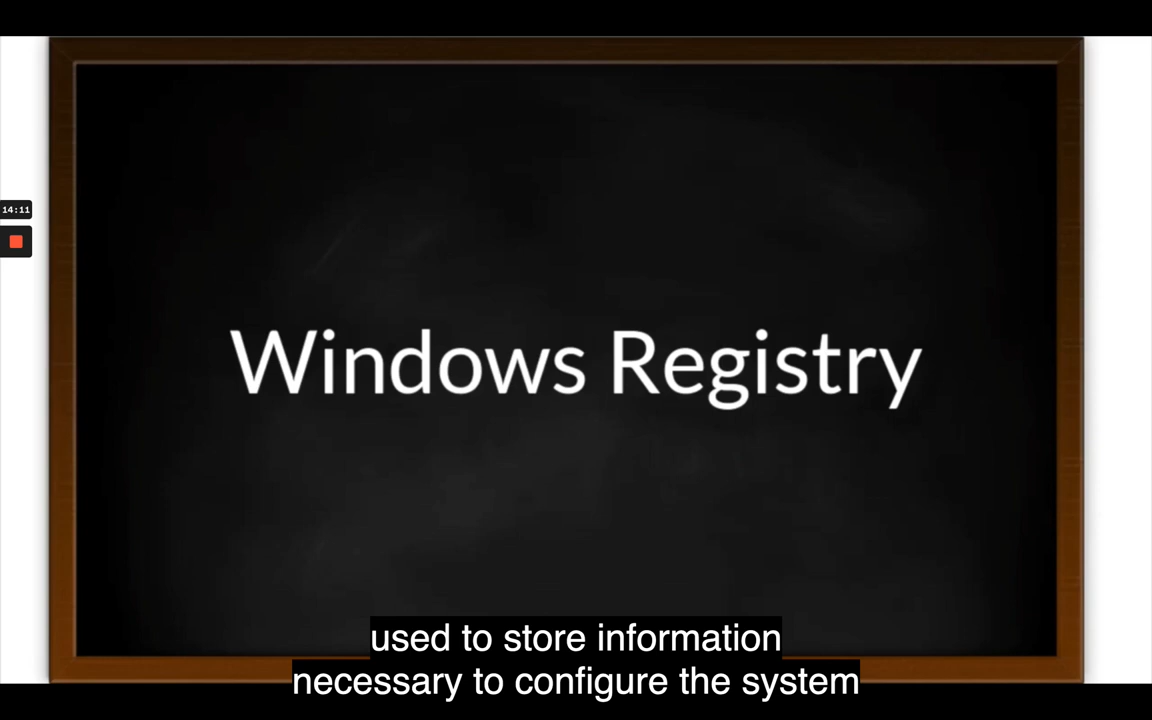 14:11
Windows Registry
used to store information
necessary to configure the system